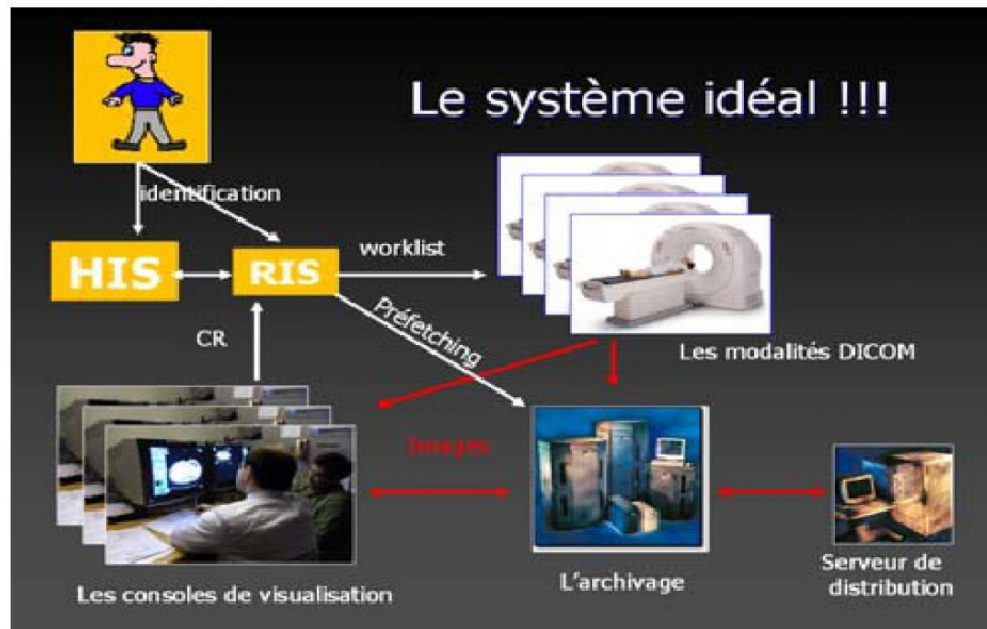 Le système idéal !!!
identification
HIS
RIS
worklist
Préfetching
CR
Les modalités DICOM
Images
Les consoles de visualisation
L'archivage
Serveur de
distribution